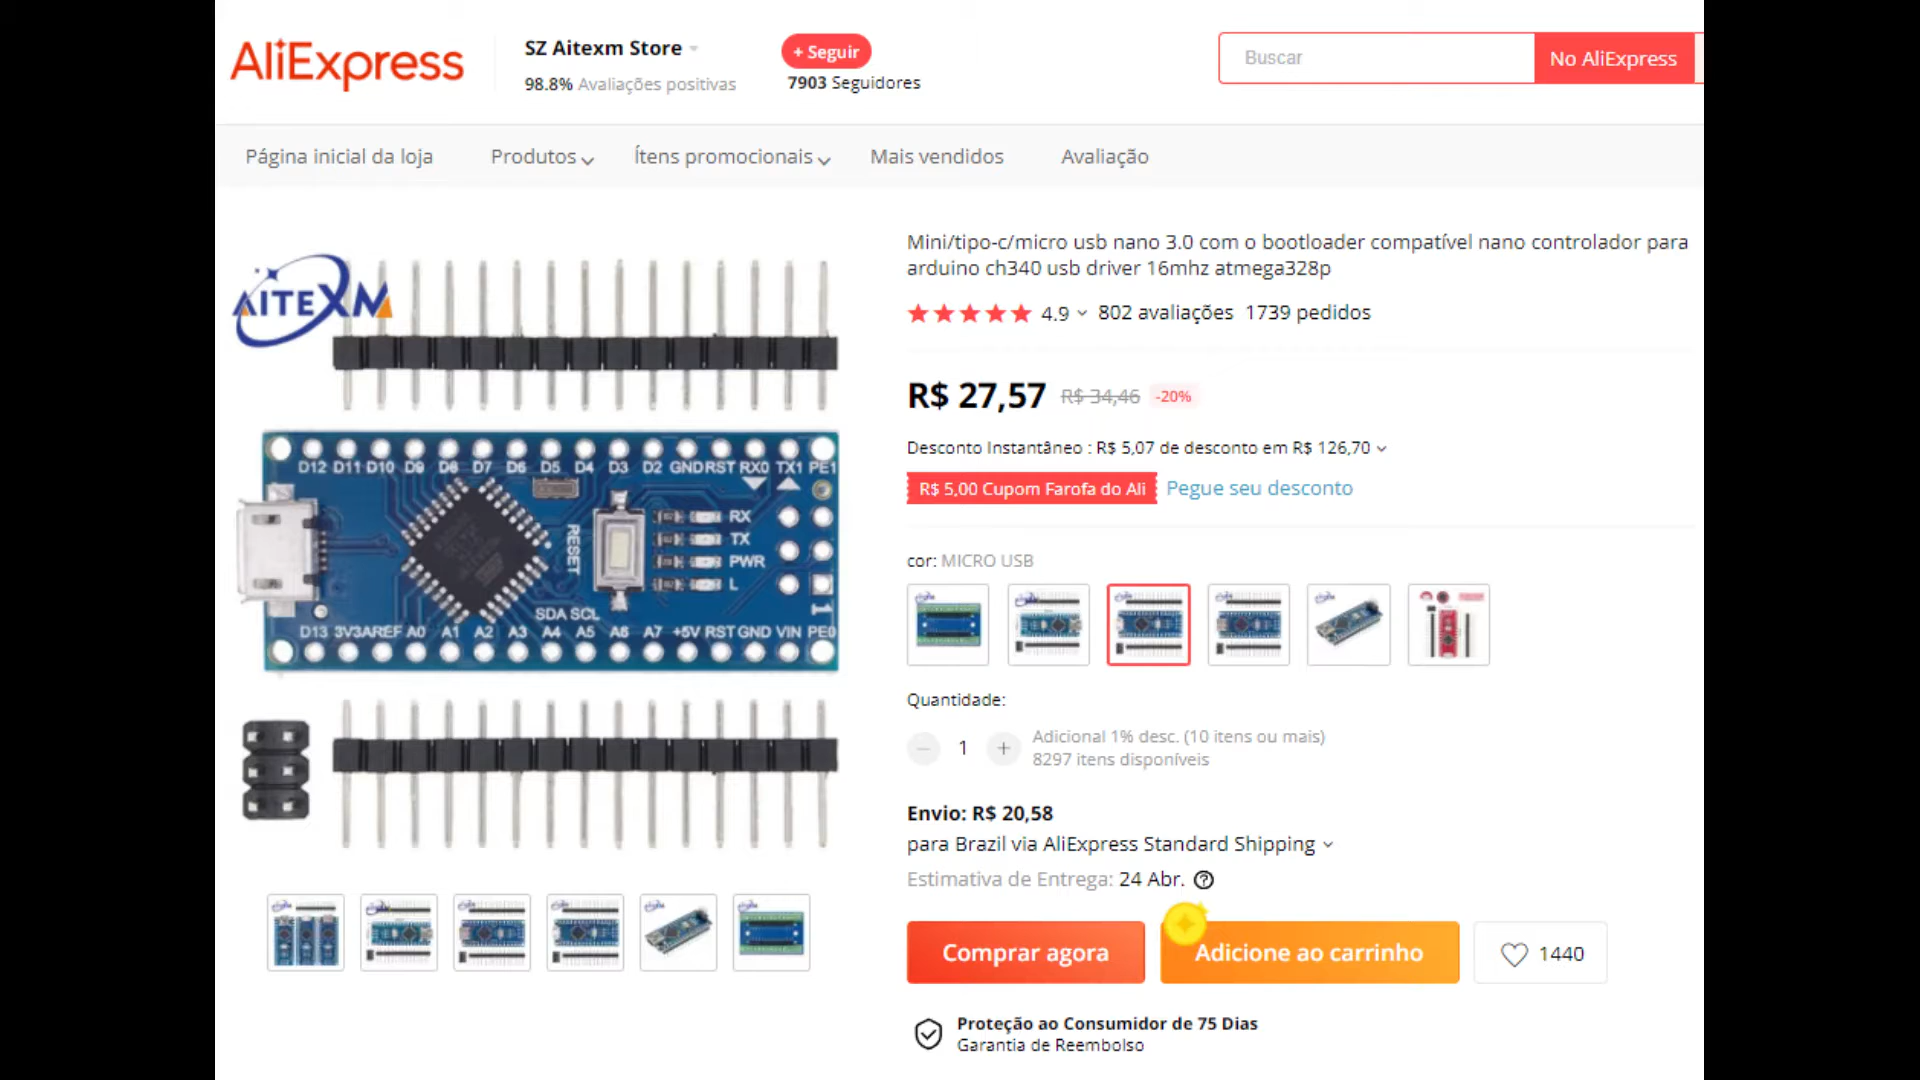 AliExpress
SZ Aitexm Store
98.8% Avaliações positivas
+ Seguir
7903 Seguidores
Buscar
No AliExpress
Página inicial da loja
Produtos
Ítens promocionais
Mais vendidos
Avaliação
AITEXM
D12 D11 D10 D9 D8 D7 D6 D5 D4 D3 D2 GND RST RX0 TX1 PE1
RESET
RX
TX
PWR
L
1
SDA SCL
D13 3V3 AREF A0 A1 A2 A3 A4 A5 A6 A7 +5V RST GND VIN PE0
Mini/tipo-c/micro usb nano 3.0 com o bootloader compatível nano controlador para
arduino ch340 usb driver 16mhz atmega328p
4.9 802 avaliações 1739 pedidos
R$ 27,57 R$ 34,46 -20%
Desconto Instantâneo : R$ 5,07 de desconto em R$ 126,70
R$ 5,00 Cupom Farofa do Ali Pegue seu desconto
cor: MICRO USB
Quantidade:
1
Adicional 1% desc. (10 itens ou mais)
8297 itens disponíveis
Envio: R$ 20,58
para Brazil via AliExpress Standard Shipping
Estimativa de Entrega: 24 Abr.
Comprar agora
Adicione ao carrinho
1440
Proteção ao Consumidor de 75 Dias
Garantia de Reembolso